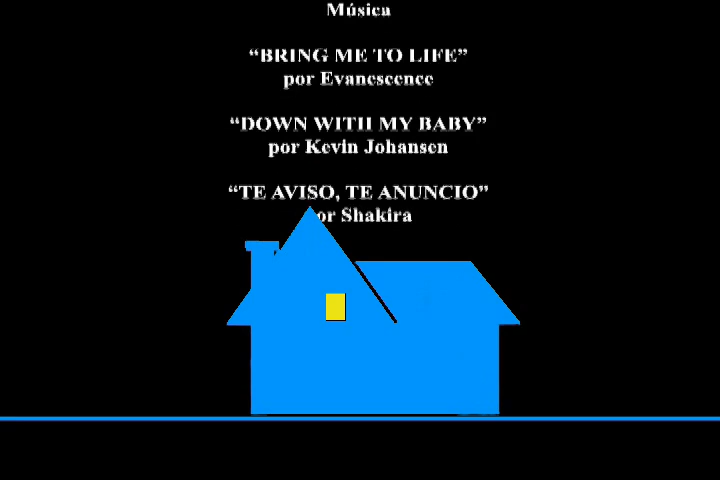 Música
“BRING ME TO LIFE”
por Evanescence
“DOWN WITH MY BABY”
por Kevin Johansen
“TE AVISO, TE ANUNCIO”
or Shakira